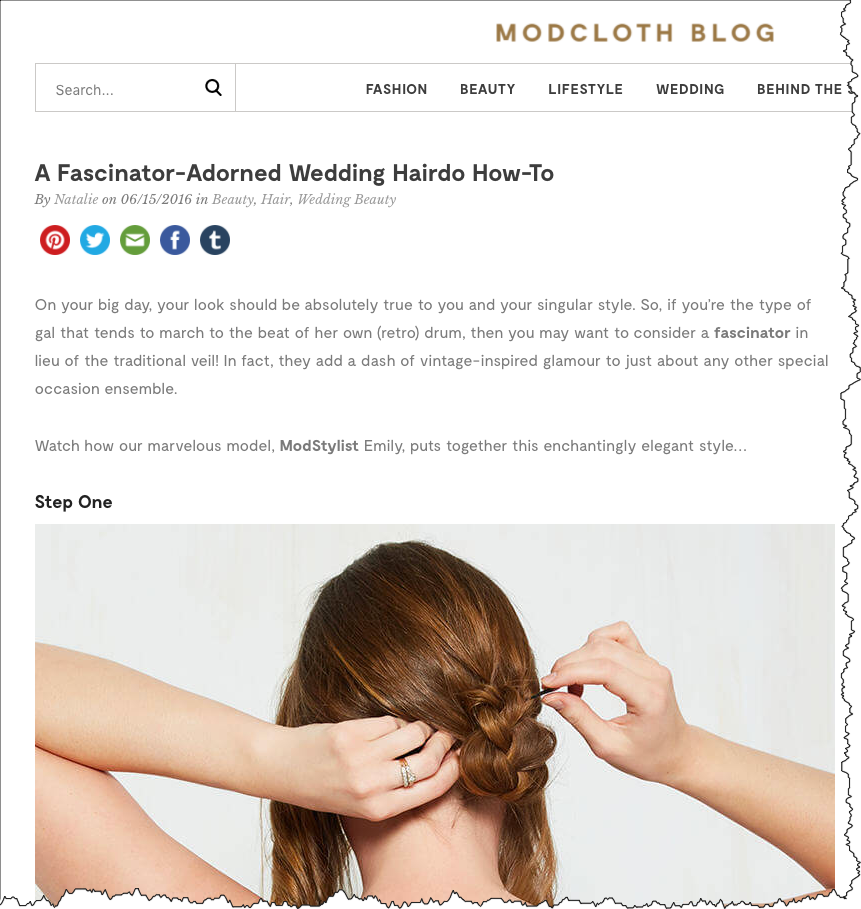 MODCLOTH BLOG
Search...
FASHION BEAUTY LIFESTYLE WEDDING BEHIND THE
A Fascinator-Adorned Wedding Hairdo How-To
By Natalie on 06/15/2016 in Beauty, Hair, Wedding Beauty
On your big day, your look should be absolutely true to you and your singular style. So, if you're the type of
gal that tends to march to the beat of her own (retro) drum, then you may want to consider a fascinator in
lieu of the traditional veil! In fact, they add a dash of vintage-inspired glamour to just about any other special
occasion ensemble.
Watch how our marvelous model, ModStylist Emily, puts together this enchantingly elegant style...
Step One